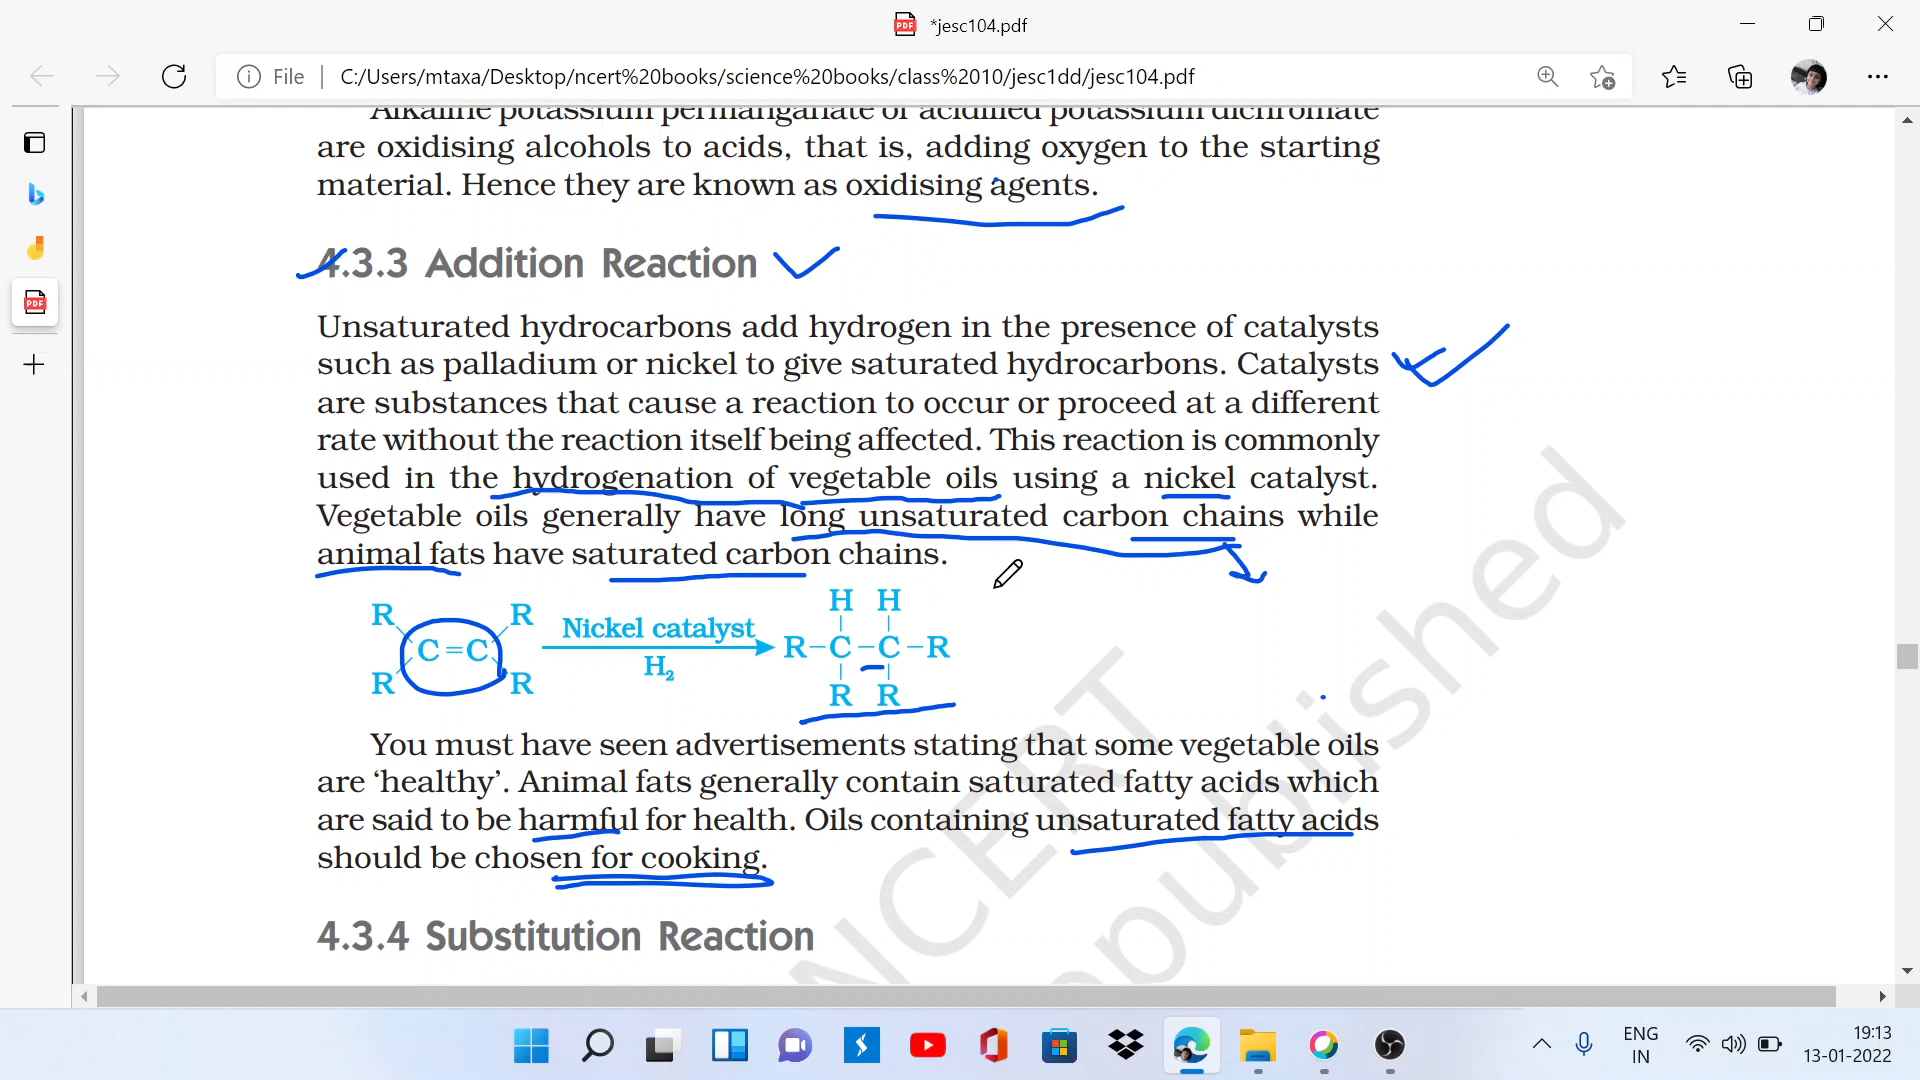 *jesc104.pdf
File | C:/Users/mtaxa/Desktop/ncert%20books/science%20books/class%2010/jesc1dd/jesc104.pdf
Alkaline potassium permanganate or acidified potassium dichromate
are oxidising alcohols to acids, that is, adding oxygen to the starting
material. Hence they are known as oxidising agents.
4.3.3 Addition Reaction
Unsaturated hydrocarbons add hydrogen in the presence of catalysts
such as palladium or nickel to give saturated hydrocarbons. Catalysts
are substances that cause a reaction to occur or proceed at a different
rate without the reaction itself being affected. This reaction is commonly
used in the hydrogenation of vegetable oils using a nickel catalyst.
Vegetable oils generally have long unsaturated carbon chains while
animal fats have saturated carbon chains.
H H
R R
Nickel catalyst
C=C
R–C–C–R
H₂
R R
R R
You must have seen advertisements stating that some vegetable oils
are ‘healthy’. Animal fats generally contain saturated fatty acids which
are said to be harmful for health. Oils containing unsaturated fatty acids
should be chosen for cooking.
4.3.4 Substitution Reaction
NCERT
republished
ENG
IN
19:13
13-01-2022